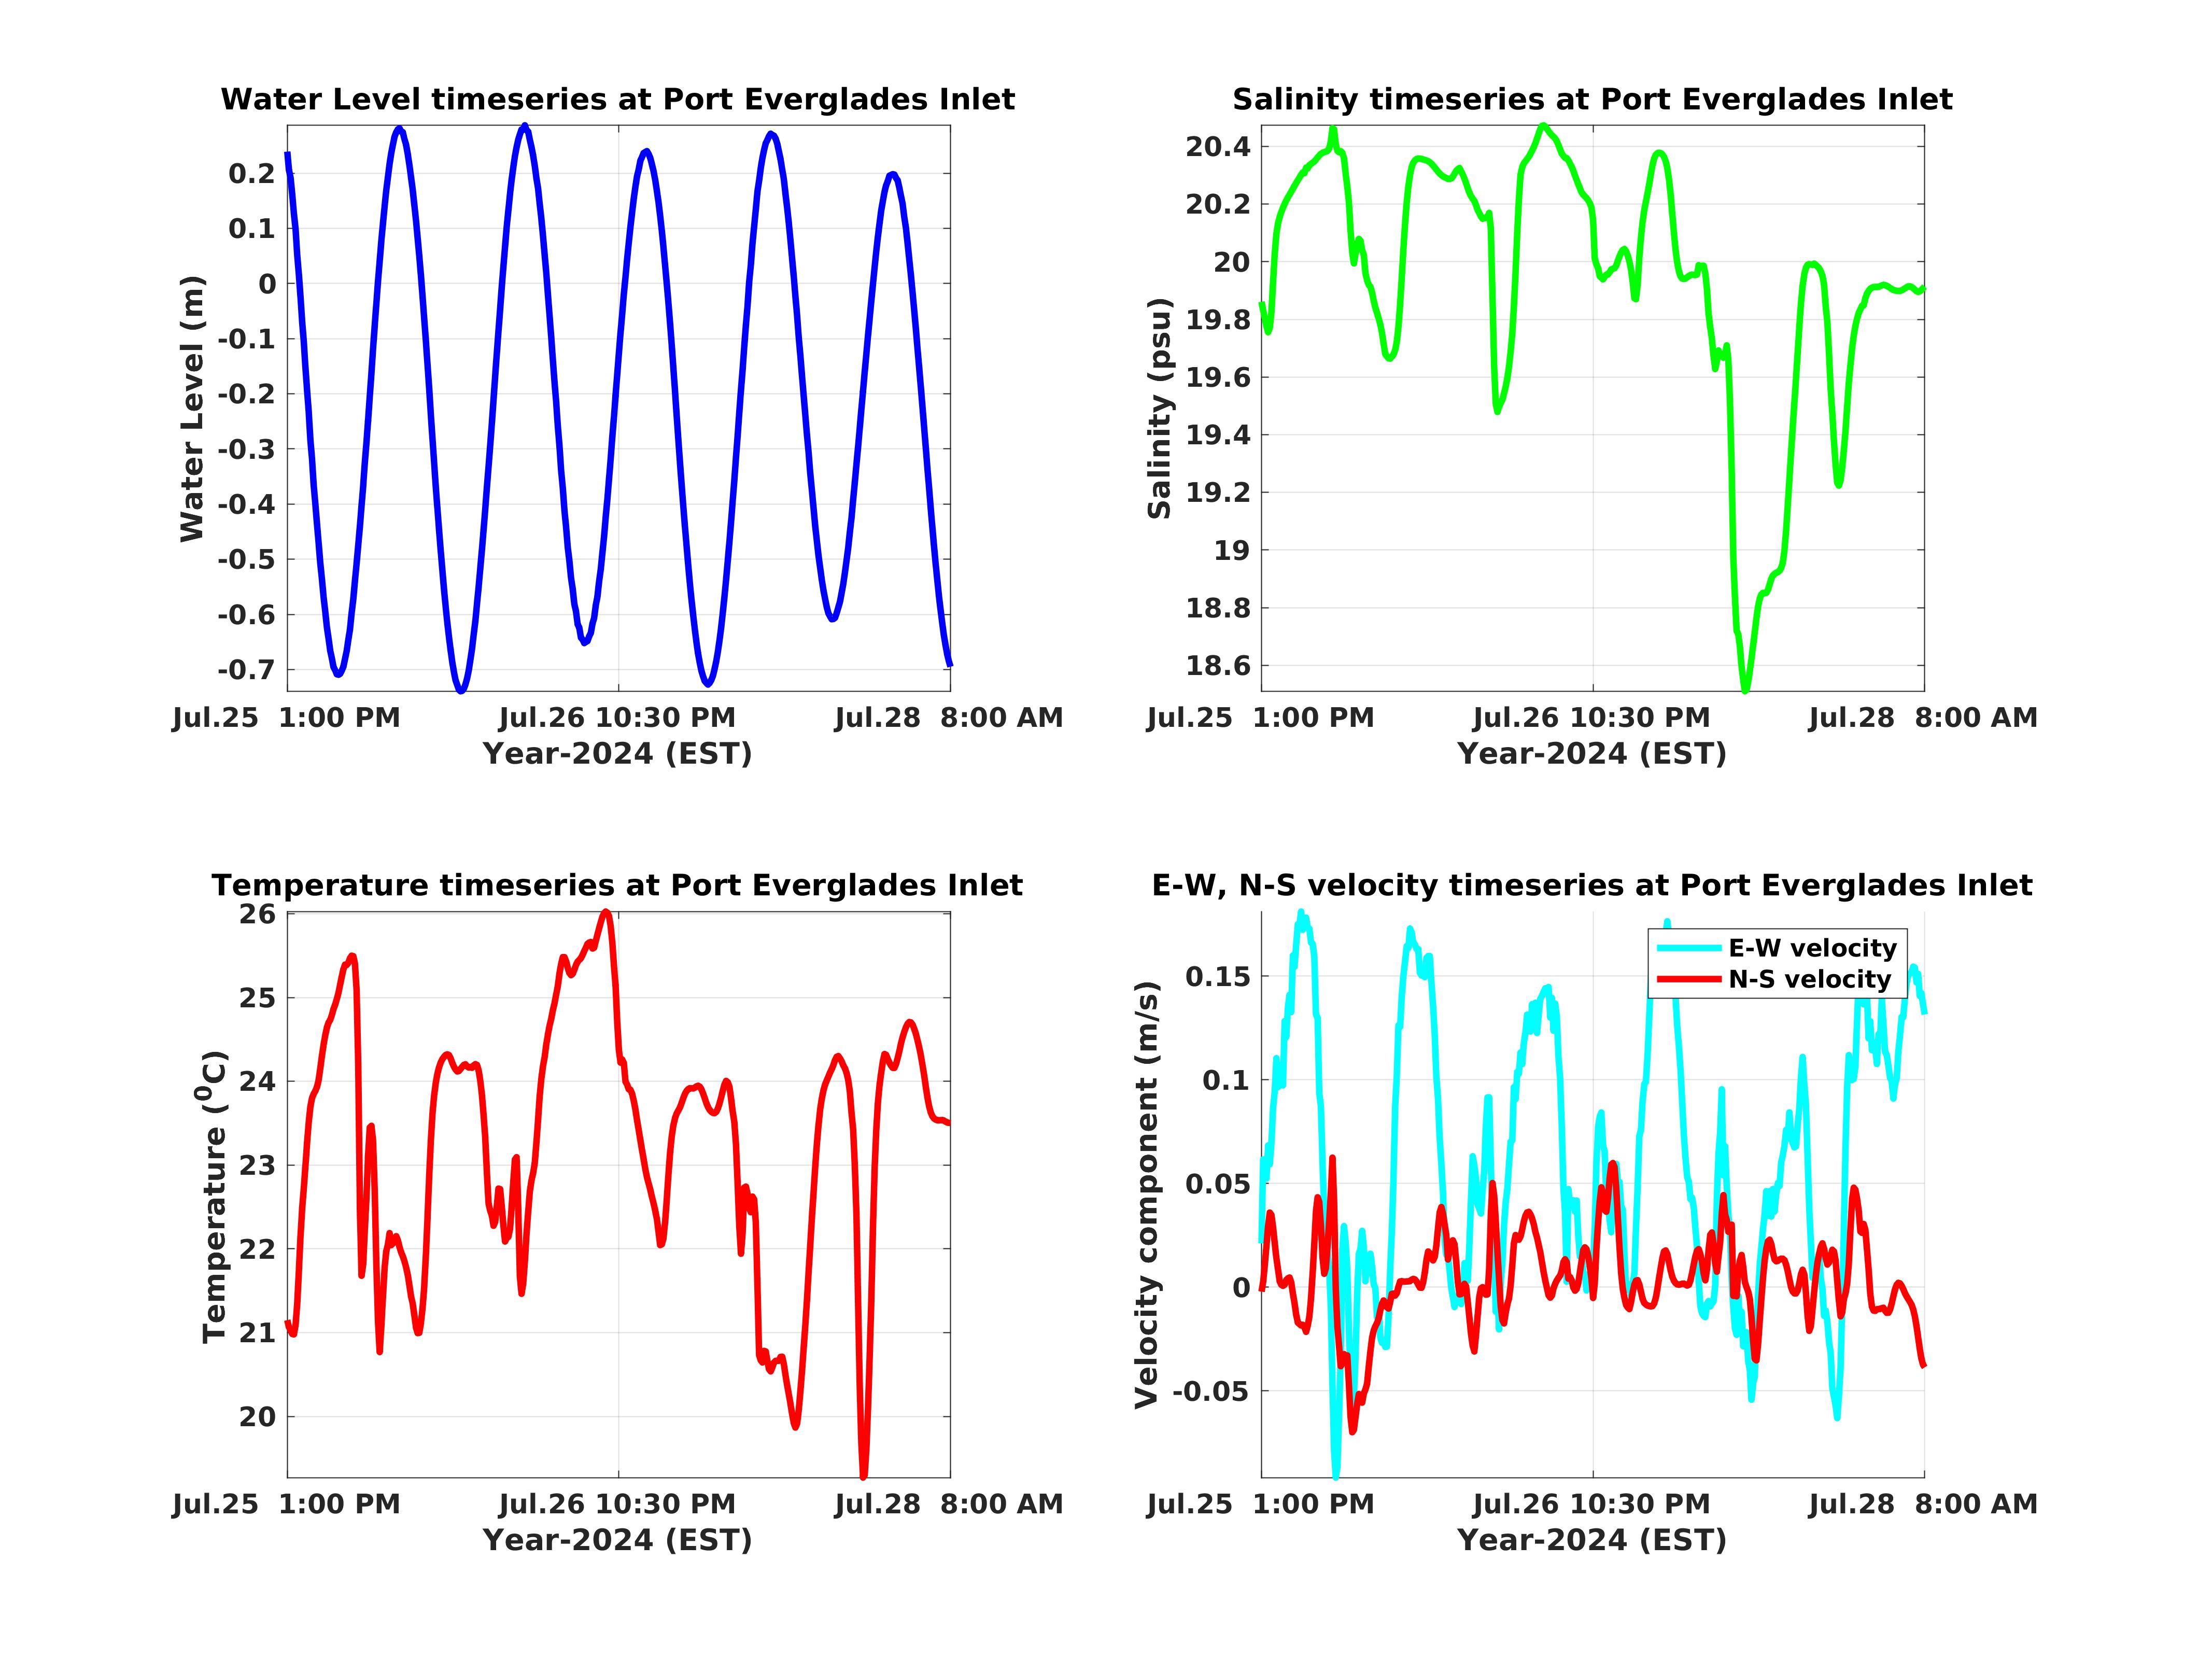 Water Level timeseries at Port Everglades Inlet
Water Level (m)
0.2
0.1
0
-0.1
-0.2
-0.3
-0.4
-0.5
-0.6
-0.7
Jul.25 1:00 PM
Jul.26 10:30 PM
Jul.28 8:00 AM
Year-2024 (EST)
Salinity timeseries at Port Everglades Inlet
Salinity (psu)
20.4
20.2
20
19.8
19.6
19.4
19.2
19
18.8
18.6
Jul.25 1:00 PM
Jul.26 10:30 PM
Jul.28 8:00 AM
Year-2024 (EST)
Temperature timeseries at Port Everglades Inlet
Temperature (⁰C)
26
25
24
23
22
21
20
Jul.25 1:00 PM
Jul.26 10:30 PM
Jul.28 8:00 AM
Year-2024 (EST)
E-W, N-S velocity timeseries at Port Everglades Inlet
Velocity component (m/s)
0.15
0.1
0.05
0
-0.05
E-W velocity
N-S velocity
Jul.25 1:00 PM
Jul.26 10:30 PM
Jul.28 8:00 AM
Year-2024 (EST)